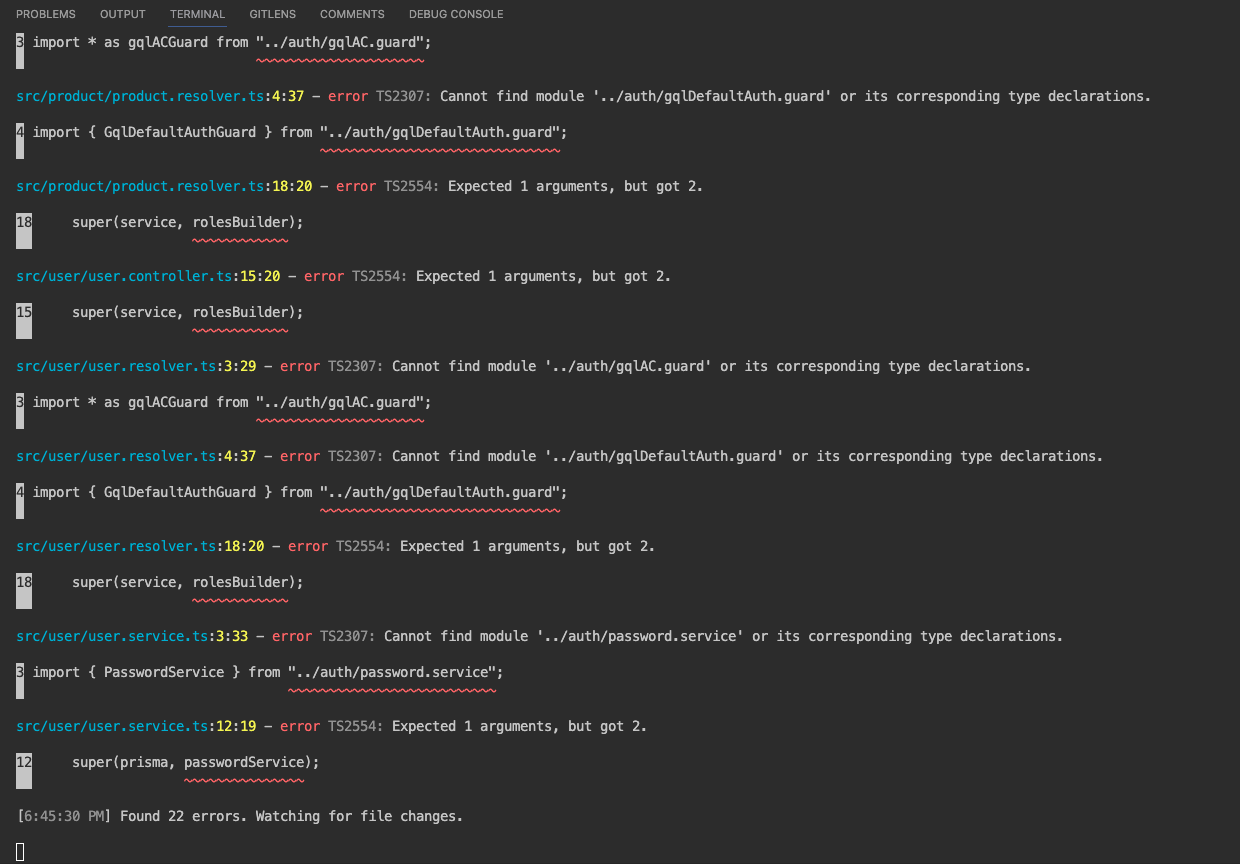 PROBLEMS OUTPUT TERMINAL GITLENS COMMENTS DEBUG CONSOLE
3 import * as gqlACGuard from "../auth/gqlAC.guard";
src/product/product.resolver.ts:4:37 - error TS2307: Cannot find module '../auth/gqlDefaultAuth.guard' or its corresponding type declarations.
4 import { GqlDefaultAuthGuard } from "../auth/gqlDefaultAuth.guard";
src/product/product.resolver.ts:18:20 - error TS2554: Expected 1 arguments, but got 2.
18 super(service, rolesBuilder);
src/user/user.controller.ts:15:20 - error TS2554: Expected 1 arguments, but got 2.
15 super(service, rolesBuilder);
src/user/user.resolver.ts:3:29 - error TS2307: Cannot find module '../auth/gqlAC.guard' or its corresponding type declarations.
3 import * as gqlACGuard from "../auth/gqlAC.guard";
src/user/user.resolver.ts:4:37 - error TS2307: Cannot find module '../auth/gqlDefaultAuth.guard' or its corresponding type declarations.
4 import { GqlDefaultAuthGuard } from "../auth/gqlDefaultAuth.guard";
src/user/user.resolver.ts:18:20 - error TS2554: Expected 1 arguments, but got 2.
18 super(service, rolesBuilder);
src/user/user.service.ts:3:33 - error TS2307: Cannot find module '../auth/password.service' or its corresponding type declarations.
3 import { PasswordService } from "../auth/password.service";
src/user/user.service.ts:12:19 - error TS2554: Expected 1 arguments, but got 2.
12 super(prisma, passwordService);
[6:45:30 PM] Found 22 errors. Watching for file changes.